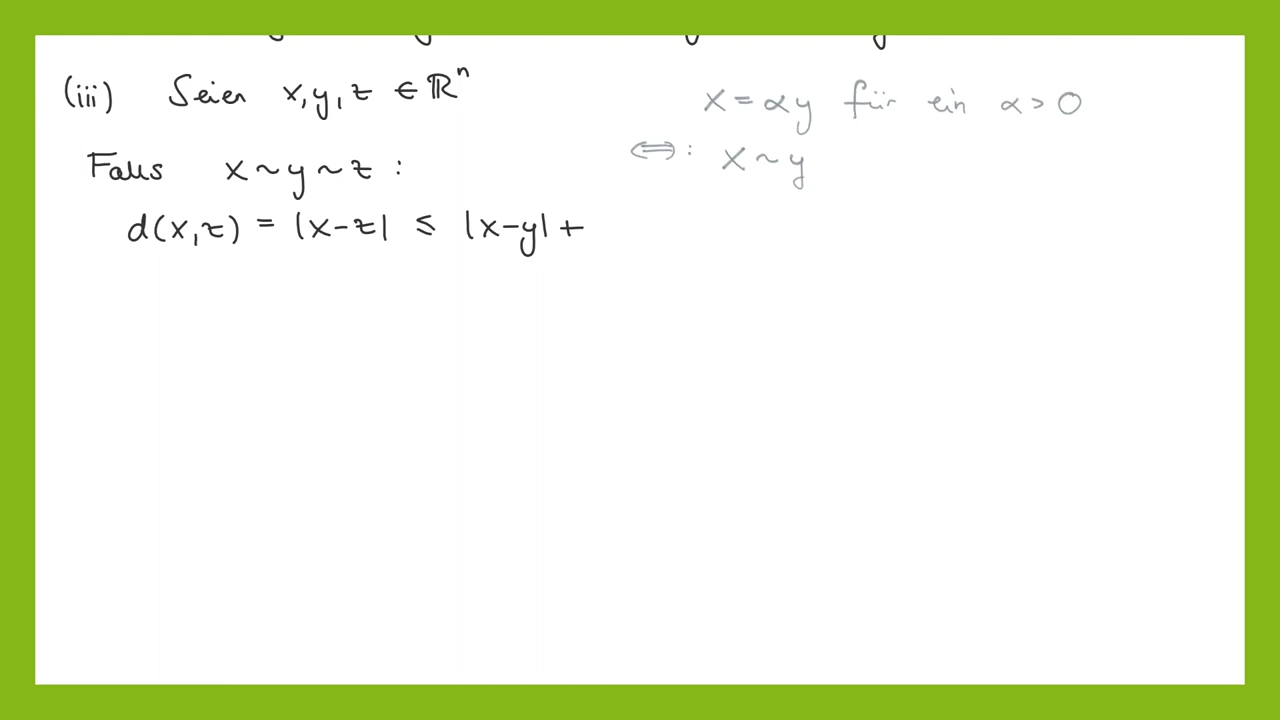 (iii) Seien x, y, z ∈ ℝⁿ
x = αy für ein α > 0
⇔: x ~ y
Falls x ~ y ~ z :
d(x,z) = |x-z| ≤ |x-y| +